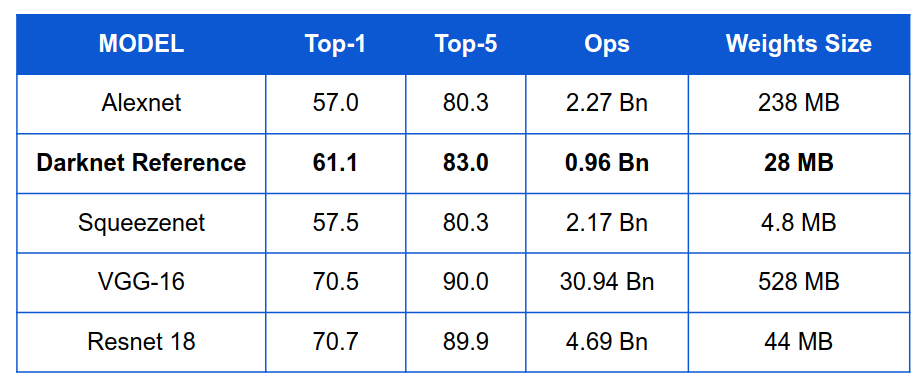 MODEL Top-1 Top-5 Ops Weights Size
Alexnet 57.0 80.3 2.27 Bn 238 MB
Darknet Reference 61.1 83.0 0.96 Bn 28 MB
Squeezenet 57.5 80.3 2.17 Bn 4.8 MB
VGG-16 70.5 90.0 30.94 Bn 528 MB
Resnet 18 70.7 89.9 4.69 Bn 44 MB